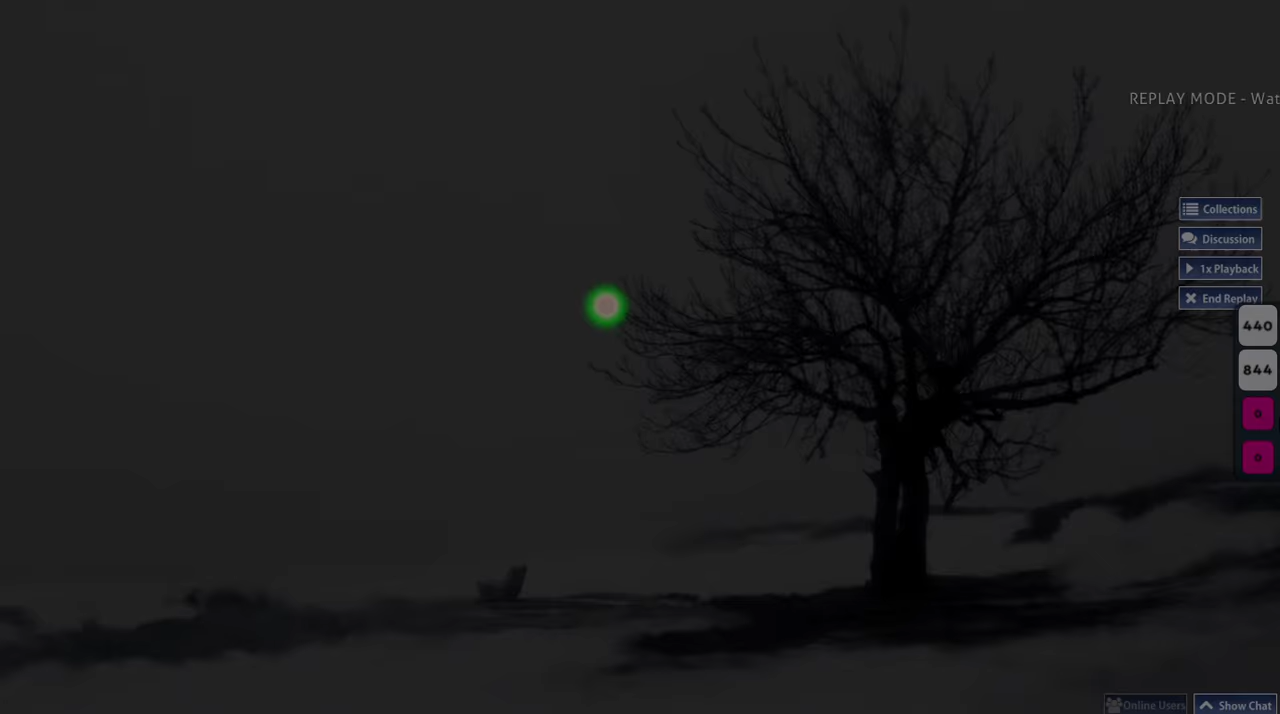 REPLAY MODE - Wat
Collections
Discussion
1x Playback
End Replay
440
844
0
0
Online Users
Show Chat